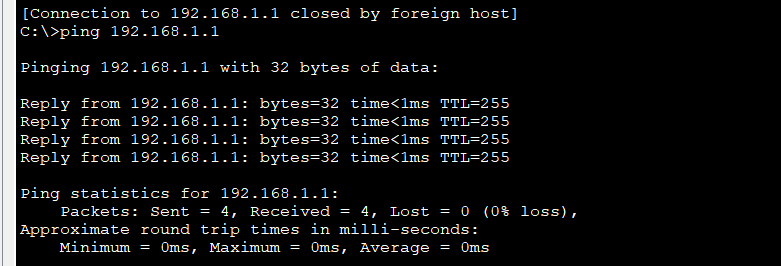 [Connection to 192.168.1.1 closed by foreign host]
C:\>ping 192.168.1.1
Pinging 192.168.1.1 with 32 bytes of data:
Reply from 192.168.1.1: bytes=32 time<1ms TTL=255
Reply from 192.168.1.1: bytes=32 time<1ms TTL=255
Reply from 192.168.1.1: bytes=32 time<1ms TTL=255
Reply from 192.168.1.1: bytes=32 time<1ms TTL=255
Ping statistics for 192.168.1.1:
    Packets: Sent = 4, Received = 4, Lost = 0 (0% loss),
Approximate round trip times in milli-seconds:
    Minimum = 0ms, Maximum = 0ms, Average = 0ms